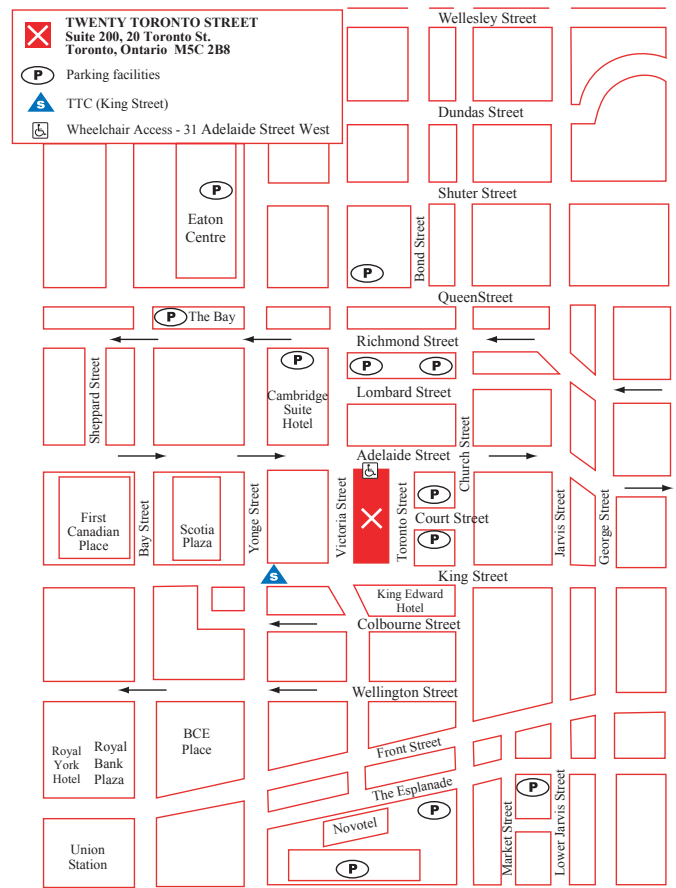 TWENTY TORONTO STREET
Suite 200, 20 Toronto St.
Toronto, Ontario M5C 2B8
P Parking facilities
S TTC (King Street)
Wheelchair Access - 31 Adelaide Street West
Wellesley Street
Dundas Street
Shuter Street
P
Eaton
Centre
Bond Street
P
QueenStreet
P The Bay
Richmond Street
P
P
P
Sheppard Street
Cambridge
Suite
Hotel
Lombard Street
Church Street
Adelaide Street
First
Canadian
Place
Bay Street
Scotia
Plaza
Yonge Street
Victoria Street
Toronto Street
P
Court Street
P
Jarvis Street
George Street
S
King Street
King Edward
Hotel
Colbourne Street
Wellington Street
Royal
York
Hotel
Royal
Bank
Plaza
BCE
Place
Front Street
The Esplanade
P
P
Market Street
Lower Jarvis Street
Novotel
Union
Station
P